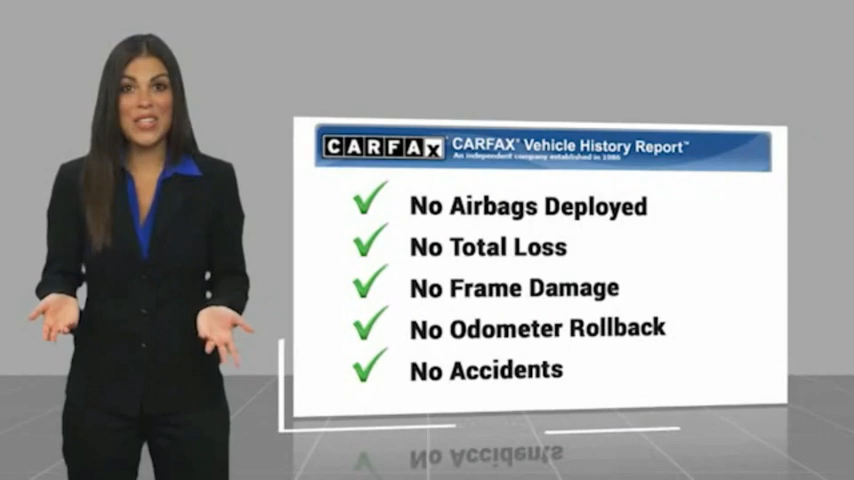 CARFAX CARFAX® Vehicle History Report™
An independent company established in 1986
No Airbags Deployed
No Total Loss
No Frame Damage
No Odometer Rollback
No Accidents
No Accidents